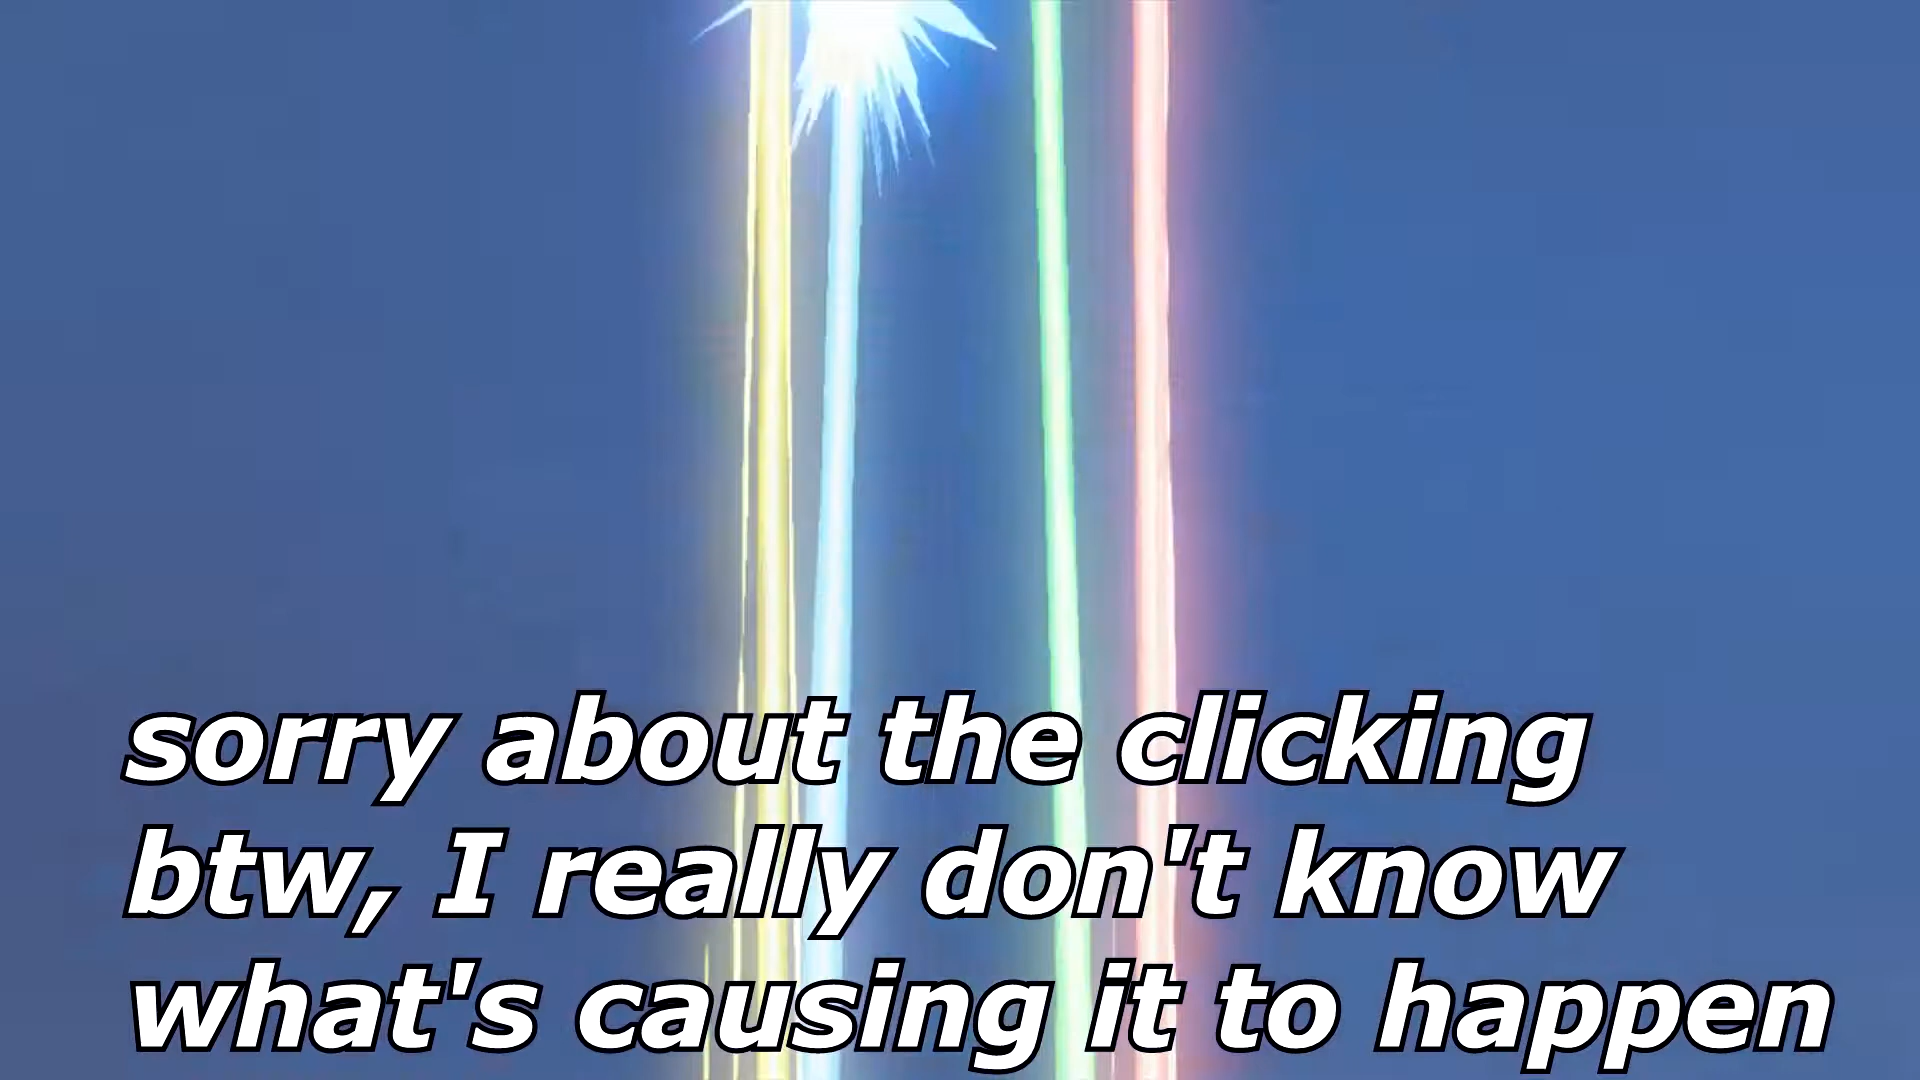 sorry about the clicking
btw, I really don't know
what's causing it to happen